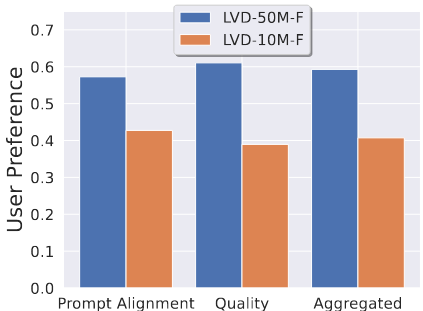 LVD-50M-F
LVD-10M-F
User Preference
0.7
0.6
0.5
0.4
0.3
0.2
0.1
0.0
Prompt Alignment Quality Aggregated